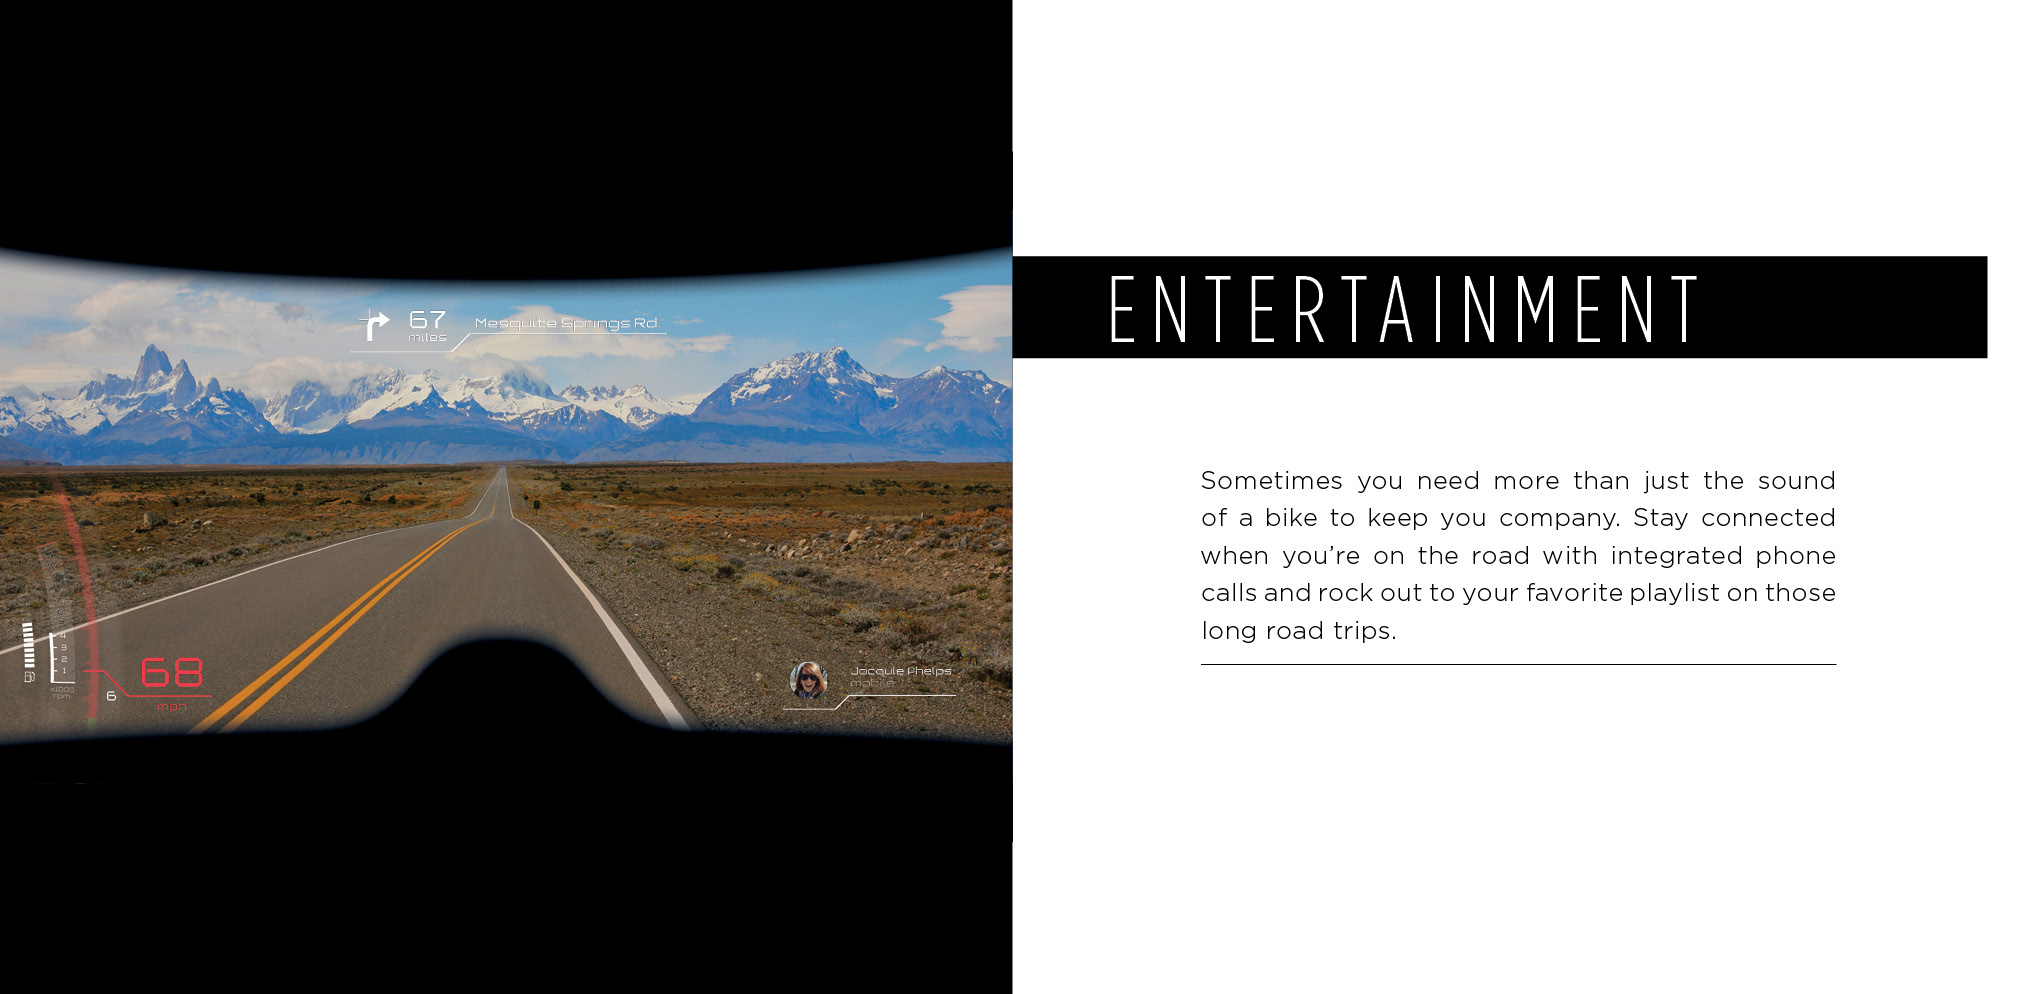 67
miles
Mesquite Springs Rd.
4
3
2
1
x1000
rpm
6
68
mph
Jacquie Phelps
mobile
ENTERTAINMENT
Sometimes you need more than just the sound
of a bike to keep you company. Stay connected
when you’re on the road with integrated phone
calls and rock out to your favorite playlist on those
long road trips.